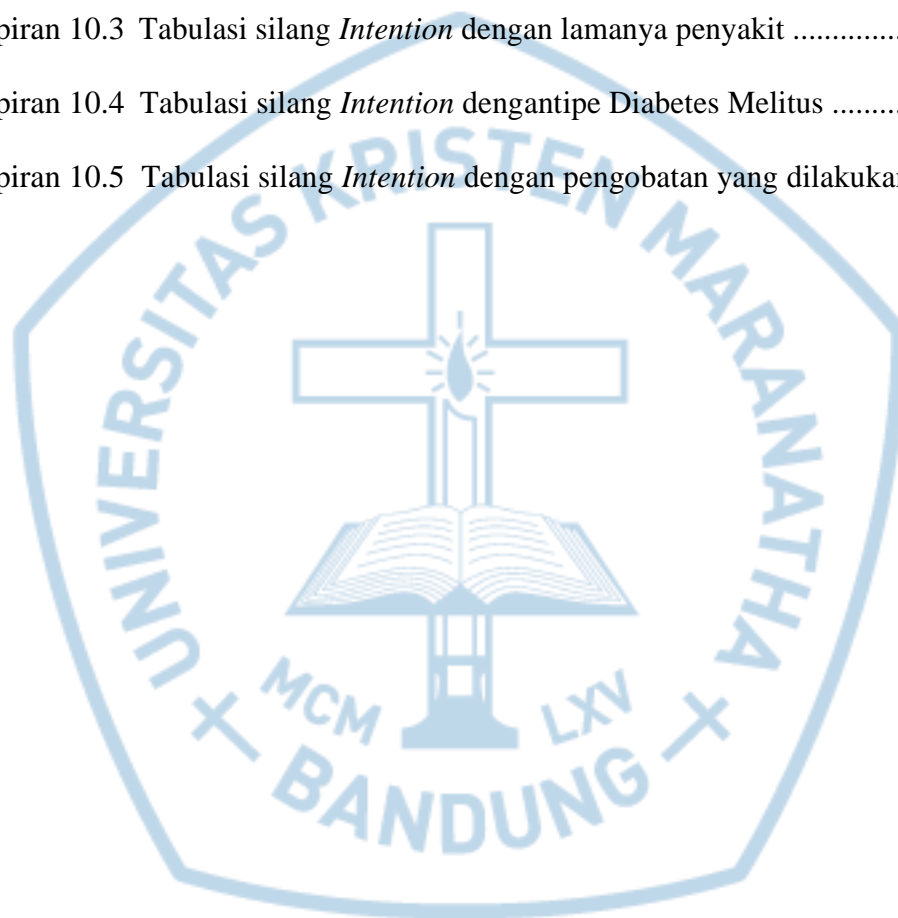 piran 10.3 Tabulasi silang Intention dengan lamanya penyakit ..............
piran 10.4 Tabulasi silang Intention dengantipe Diabetes Melitus .........
piran 10.5 Tabulasi silang Intention dengan pengobatan yang dilakukan
UNIVERSITAS KRISTEN MARANATHA
MCM LXV
BANDUNG